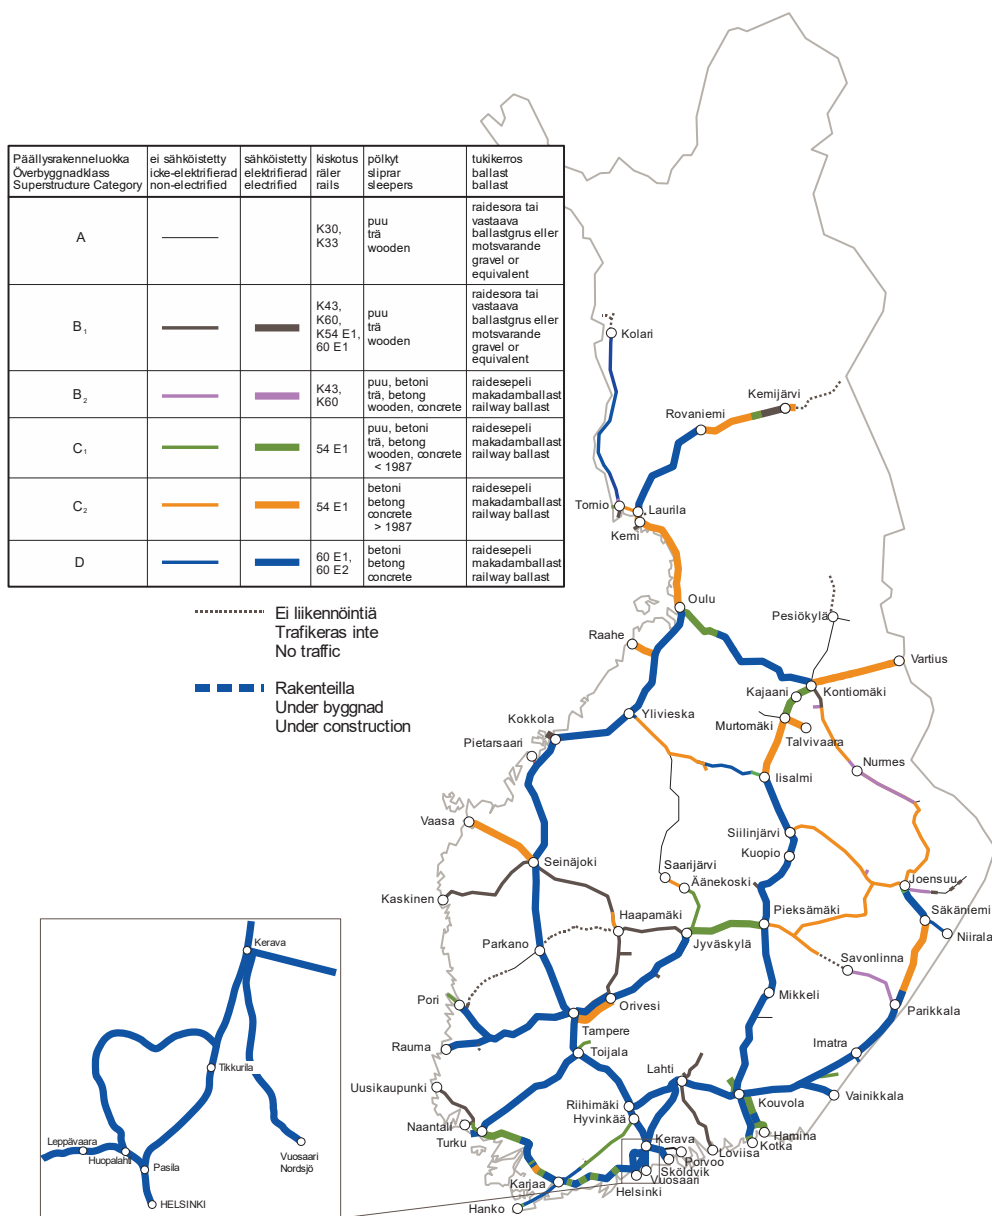 Päällysrakenneluokka
Överbyggnadklass
Superstructure Category
ei sähköistetty
icke-elektrifierad
non-electrified
sähköistetty
elektrifierad
electrified
kiskotus
räler
rails
pölkyt
sliprar
sleepers
tukikerros
ballast
ballast
A
K30,
K33
puu
trä
wooden
raidesora tai
vastaava
ballastgrus eller
motsvarande
gravel or
equivalent
B₁
K43,
K60,
K54 E1,
60 E1
puu
trä
wooden
raidesora tai
vastaava
ballastgrus eller
motsvarande
gravel or
equivalent
B₂
K43,
K60
puu, betoni
trä, betong
wooden, concrete
raidesepeli
makadamballast
railway ballast
C₁
54 E1
puu, betoni
trä, betong
wooden, concrete
< 1987
raidesepeli
makadamballast
railway ballast
C₂
54 E1
betoni
betong
concrete
> 1987
raidesepeli
makadamballast
railway ballast
D
60 E1,
60 E2
betoni
betong
concrete
raidesepeli
makadamballast
railway ballast
Ei liikennöintiä
Trafikeras inte
No traffic
Rakenteilla
Under byggnad
Under construction
Kolari
Kemijärvi
Rovaniemi
Tornio
Laurila
Kemi
Oulu
Pesiökylä
Raahe
Vartius
Kajaani
Kontiomäki
Ylivieska
Murtomäki
Talvivaara
Kokkola
Pietarsaari
Nurmes
Iisalmi
Vaasa
Siilinjärvi
Kuopio
Seinäjoki
Saarijärvi
Äänekoski
Joensuu
Kaskinen
Haapamäki
Pieksämäki
Säkäniemi
Jyväskylä
Niirala
Parkano
Savonlinna
Pori
Orivesi
Mikkeli
Parikkala
Tampere
Rauma
Toijala
Imatra
Lahti
Uusikaupunki
Riihimäki
Kouvola
Vainikkala
Hyvinkää
Naantali
Turku
Hamina
Kotka
Kerava
Loviisa
Porvoo
Sköldvik
Vuosaari
Karjaa
Helsinki
Hanko
Kerava
Tikkurila
Leppävaara
Huopalahti
Vuosaari
Nordsjö
Pasila
HELSINKI